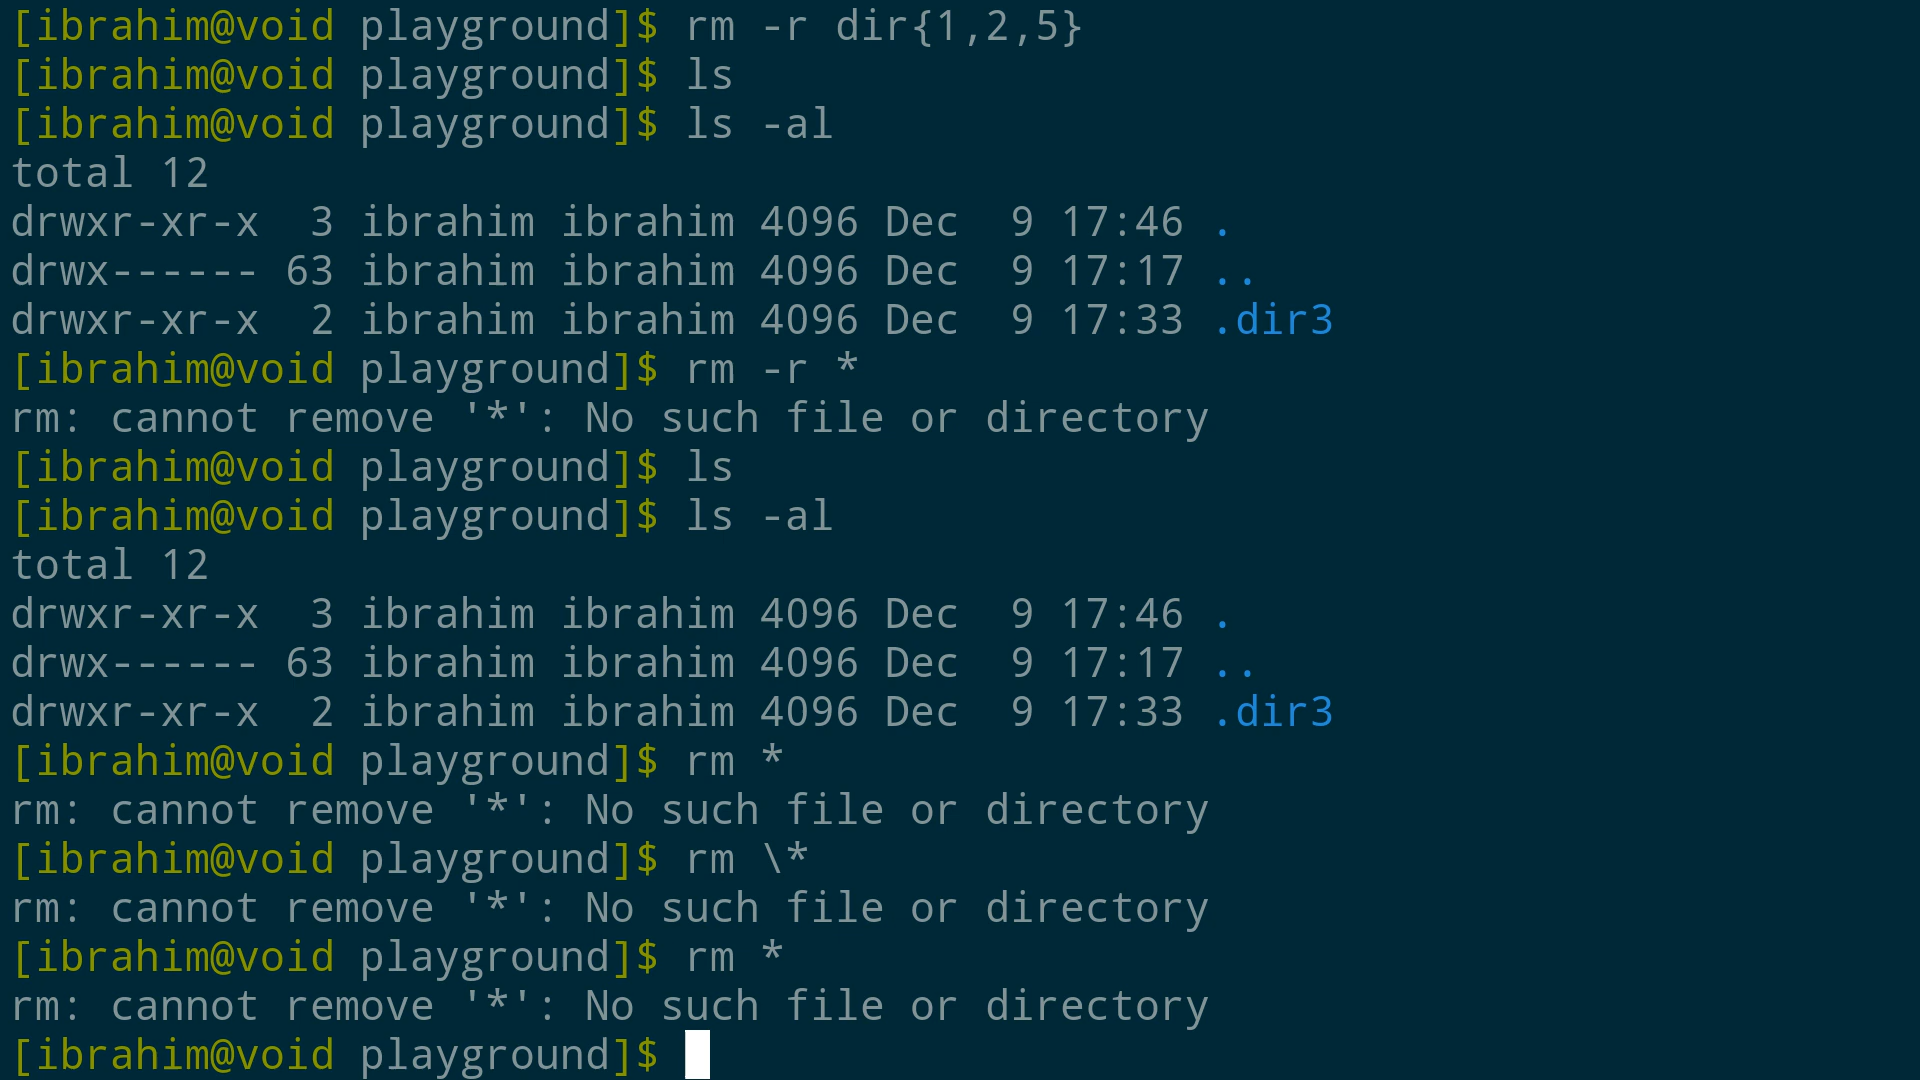 [ibrahim@void playground]$ rm -r dir{1,2,5}
[ibrahim@void playground]$ ls
[ibrahim@void playground]$ ls -al
total 12
drwxr-xr-x  3 ibrahim ibrahim 4096 Dec  9 17:46 .
drwx------ 63 ibrahim ibrahim 4096 Dec  9 17:17 ..
drwxr-xr-x  2 ibrahim ibrahim 4096 Dec  9 17:33 .dir3
[ibrahim@void playground]$ rm -r *
rm: cannot remove '*': No such file or directory
[ibrahim@void playground]$ ls
[ibrahim@void playground]$ ls -al
total 12
drwxr-xr-x  3 ibrahim ibrahim 4096 Dec  9 17:46 .
drwx------ 63 ibrahim ibrahim 4096 Dec  9 17:17 ..
drwxr-xr-x  2 ibrahim ibrahim 4096 Dec  9 17:33 .dir3
[ibrahim@void playground]$ rm *
rm: cannot remove '*': No such file or directory
[ibrahim@void playground]$ rm \*
rm: cannot remove '*': No such file or directory
[ibrahim@void playground]$ rm *
rm: cannot remove '*': No such file or directory
[ibrahim@void playground]$